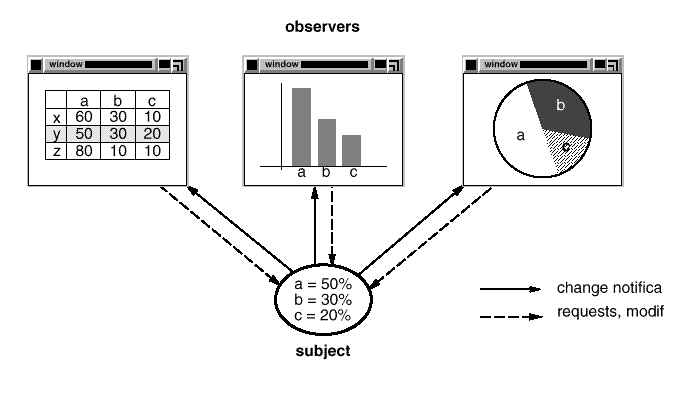 observers
window
window
window
a b c
x 60 30 10
y 50 30 20
z 80 10 10
a b c
a
b
c
a = 50%
b = 30%
c = 20%
subject
change notifica
requests, modif